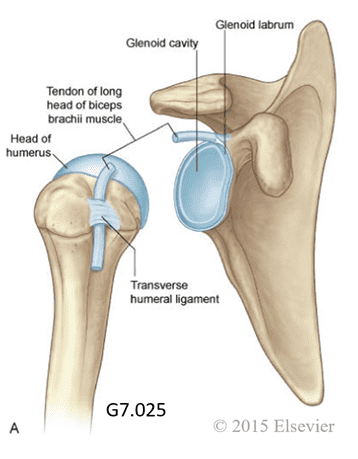 Glenoid labrum
Glenoid cavity
Tendon of long
head of biceps
brachii muscle
Head of
humerus
Transverse
humeral ligament
G7.025
A
© 2015 Elsevier